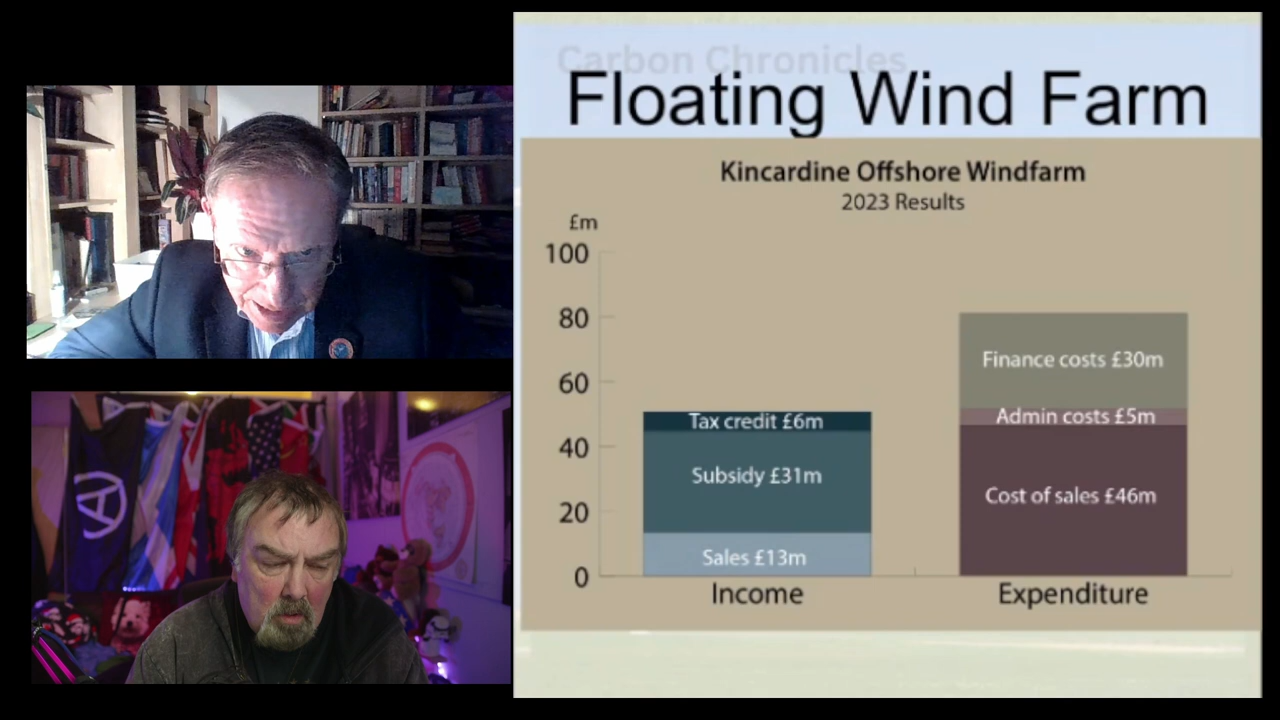 Carbon Chronicles
Floating Wind Farm
Kincardine Offshore Windfarm
2023 Results
£m
100
80
60
40
20
0
Tax credit £6m
Subsidy £31m
Sales £13m
Finance costs £30m
Admin costs £5m
Cost of sales £46m
Income
Expenditure